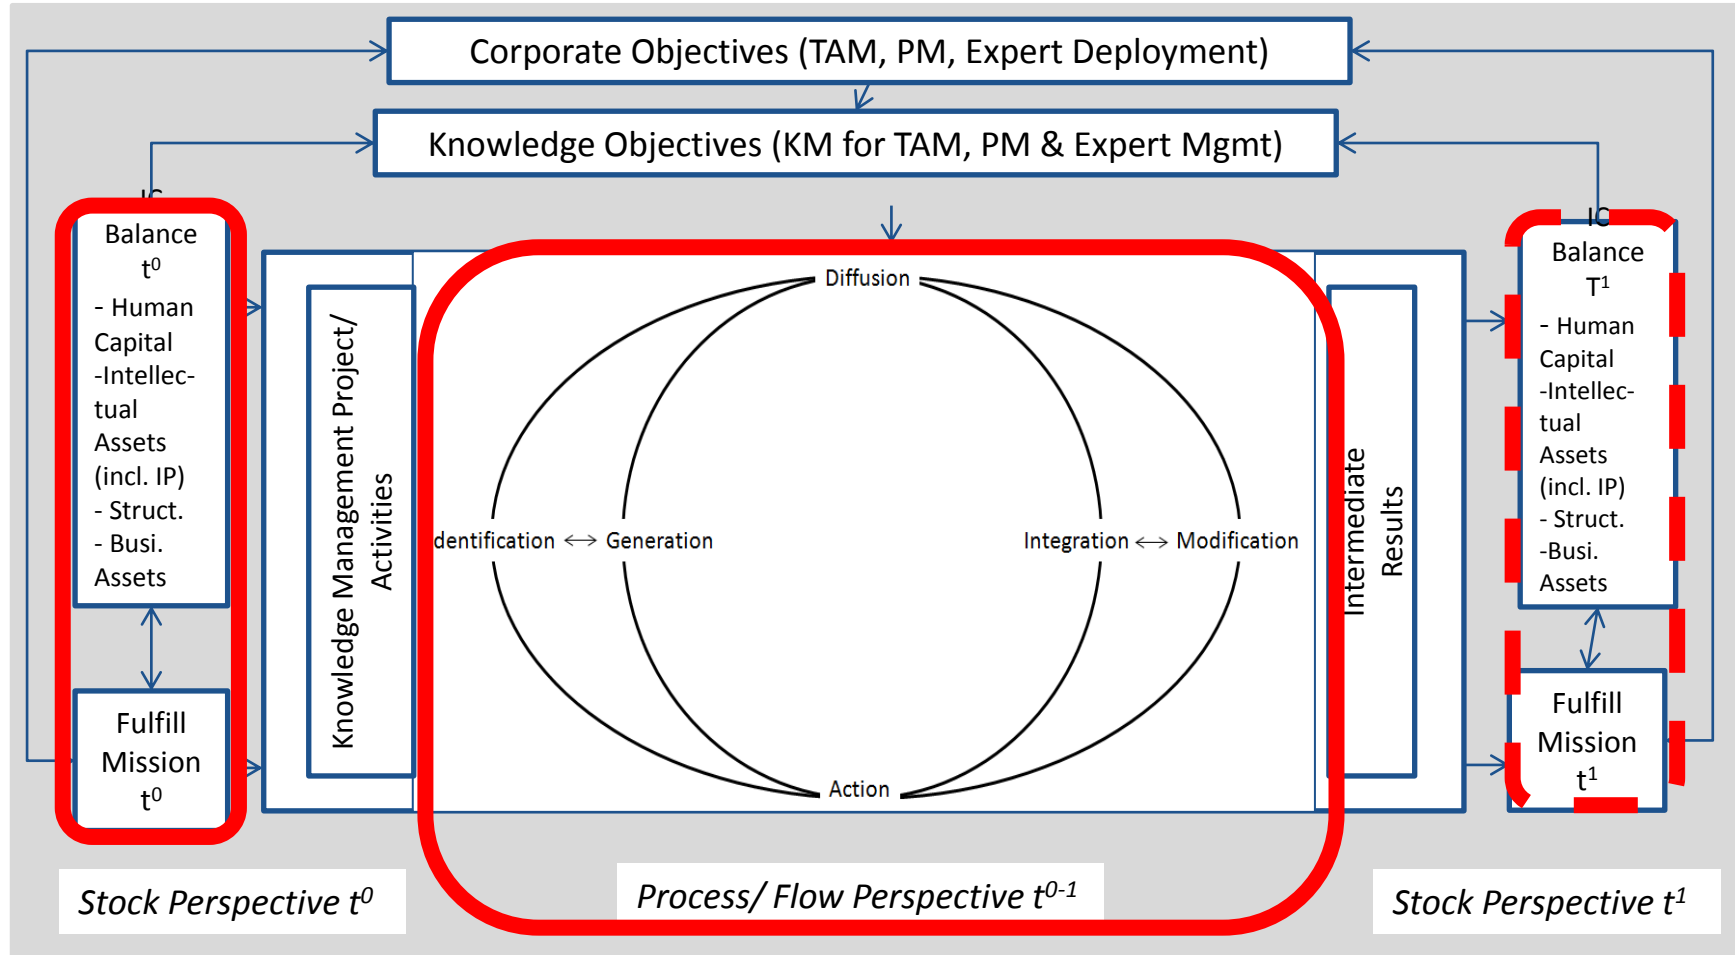 Corporate Objectives (TAM, PM, Expert Deployment)
Knowledge Objectives (KM for TAM, PM & Expert Mgmt)
IC
Balance
t⁰
- Human
Capital
-Intellec-
tual
Assets
(incl. IP)
- Struct.
- Busi.
Assets
Fulfill
Mission
t⁰
Knowledge Management Project/
Activities
Diffusion
dentification ↔ Generation
Integration ↔ Modification
Action
Intermediate
Results
IC
Balance
T¹
- Human
Capital
-Intellec-
tual
Assets
(incl. IP)
- Struct.
-Busi.
Assets
Fulfill
Mission
t¹
Stock Perspective t⁰
Process/ Flow Perspective t⁰⁻¹
Stock Perspective t¹